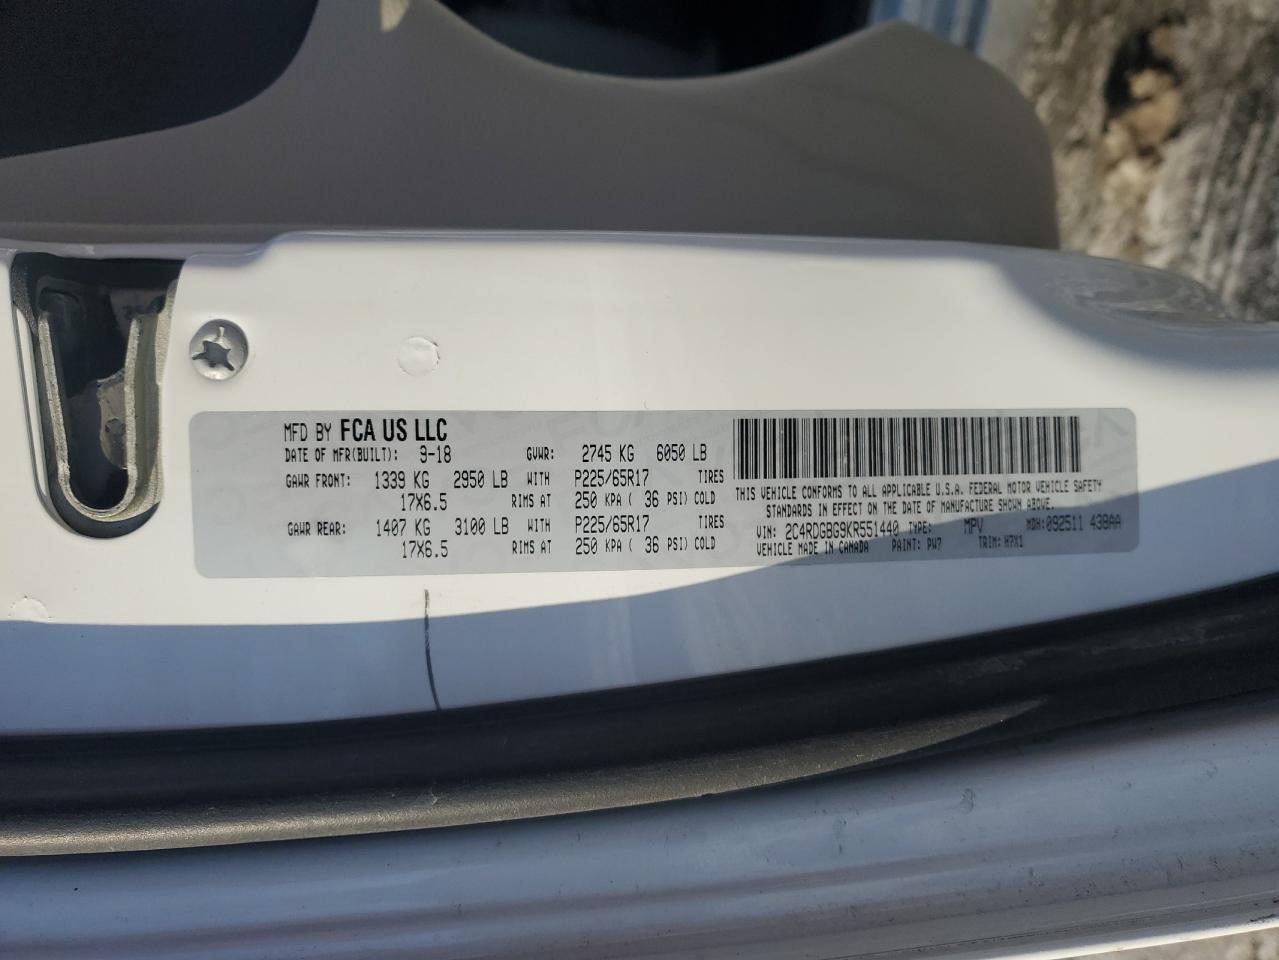 MFD BY FCA US LLC
DATE OF MFR(BUILT): 9-18 GVWR: 2745 KG 6050 LB
GAWR FRONT: 1339 KG 2950 LB WITH P225/65R17 TIRES
17X6.5 RIMS AT 250 KPA ( 36 PSI) COLD
GAWR REAR: 1407 KG 3100 LB WITH P225/65R17 TIRES
17X6.5 RIMS AT 250 KPA ( 36 PSI) COLD
THIS VEHICLE CONFORMS TO ALL APPLICABLE U.S.A. FEDERAL MOTOR VEHICLE SAFETY
STANDARDS IN EFFECT ON THE DATE OF MANUFACTURE SHOWN ABOVE.
VIN: 2C4RDGBG9KR551440 TYPE: MPV MDH: 092511 438AA
VEHICLE MADE IN CANADA PAINT: PW7 TRIM: H7X1